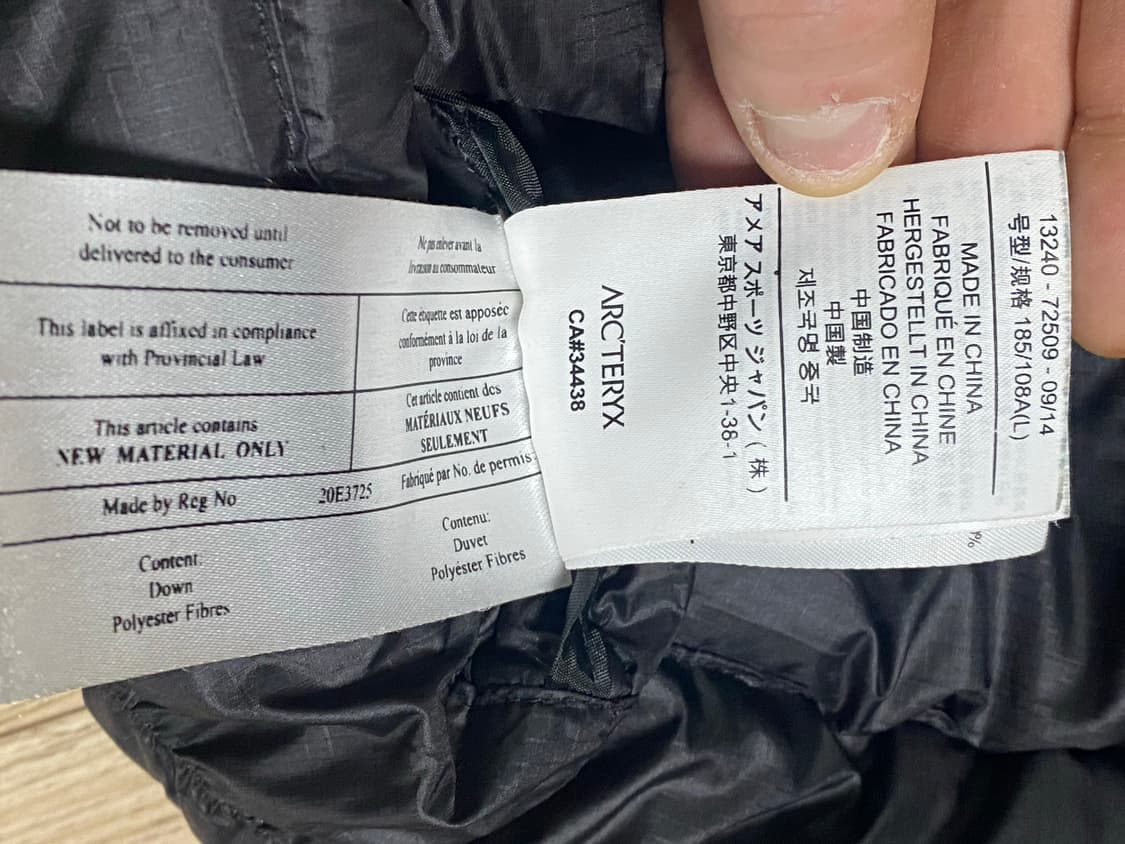 Not to be removed until
delivered to the consumer
Ne pas enlever avant la
livraison au consommateur
This label is affixed in compliance
with Provincial Law
Cette étiquette est apposée
conformément à la loi de la
province
This article contains
NEW MATERIAL ONLY
Cet article contient des
MATÉRIAUX NEUFS
SEULEMENT
Made by Reg No
20E3725
Fabriqué par No. de permis:
Content:
Down
Polyester Fibres
Contenu:
Duvet
Polyéster Fibres
13240 - 72509 - 09/14
号型/规格 185/108A(L)
MADE IN CHINA
FABRIQUÉ EN CHINE
HERGESTELLT IN CHINA
FABRICADO EN CHINA
中国制造
中国製
제조국명 중국
アメア スポーツ ジャパン (株)
東京都中野区中央1-38-1
ARC'TERYX
CA#34438
%